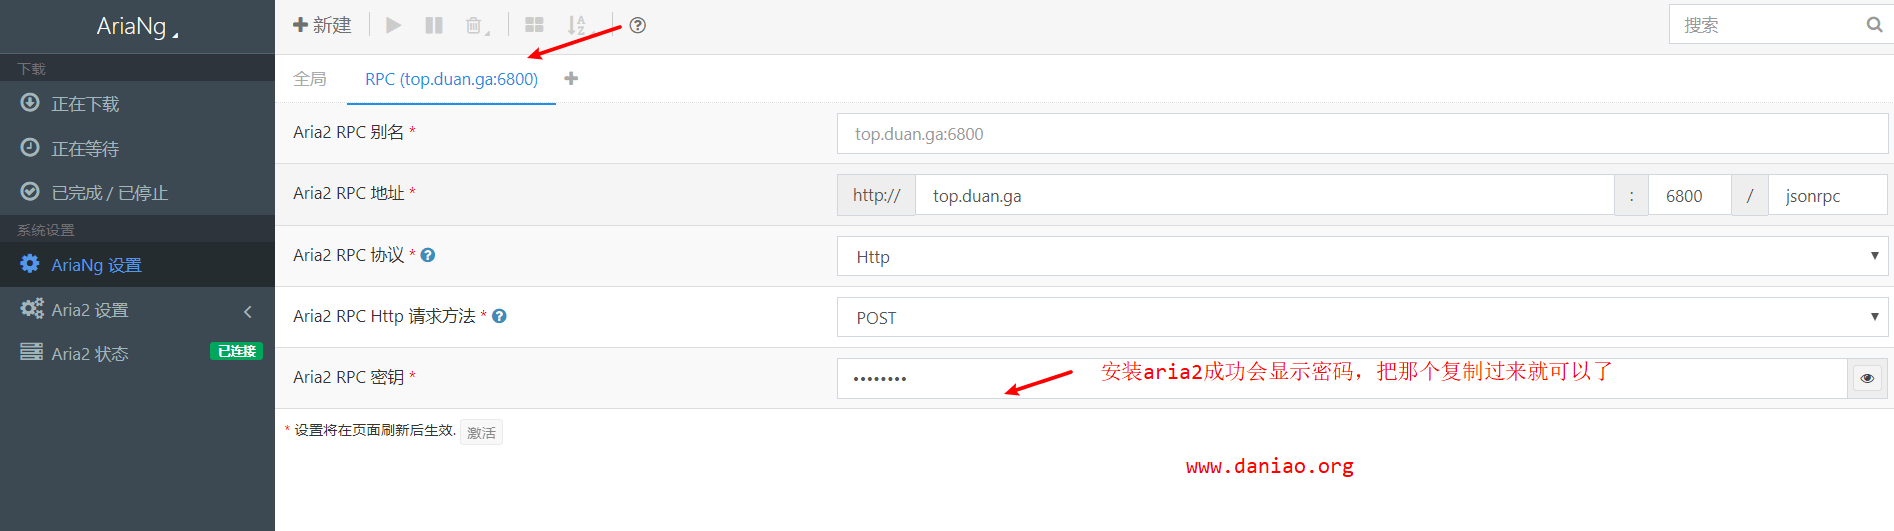 AriaNg
新建
搜索
下载
正在下载
正在等待
已完成 / 已停止
系统设置
AriaNg 设置
Aria2 设置
Aria2 状态 已连接
全局 RPC (top.duan.ga:6800)
Aria2 RPC 别名 * top.duan.ga:6800
Aria2 RPC 地址 * http:// top.duan.ga : 6800 / jsonrpc
Aria2 RPC 协议 * Http
Aria2 RPC Http 请求方法 * POST
Aria2 RPC 密钥 * •••••••• 安装aria2成功会显示密码，把那个复制过来就可以了
* 设置将在页面刷新后生效. 激活
www.daniao.org